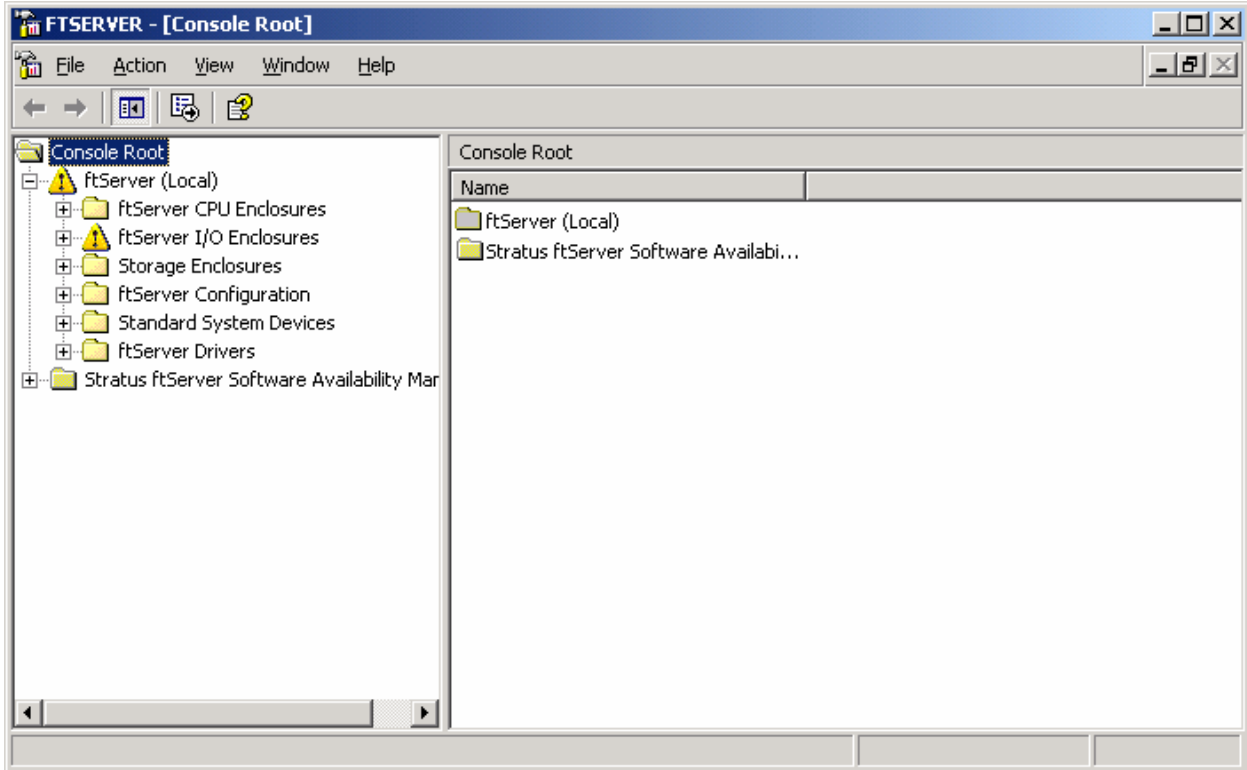 FTSERVER - [Console Root]
File Action View Window Help
Console Root
ftServer (Local)
ftServer CPU Enclosures
ftServer I/O Enclosures
Storage Enclosures
ftServer Configuration
Standard System Devices
ftServer Drivers
Stratus ftServer Software Availability Mar
Console Root
Name
ftServer (Local)
Stratus ftServer Software Availabi...